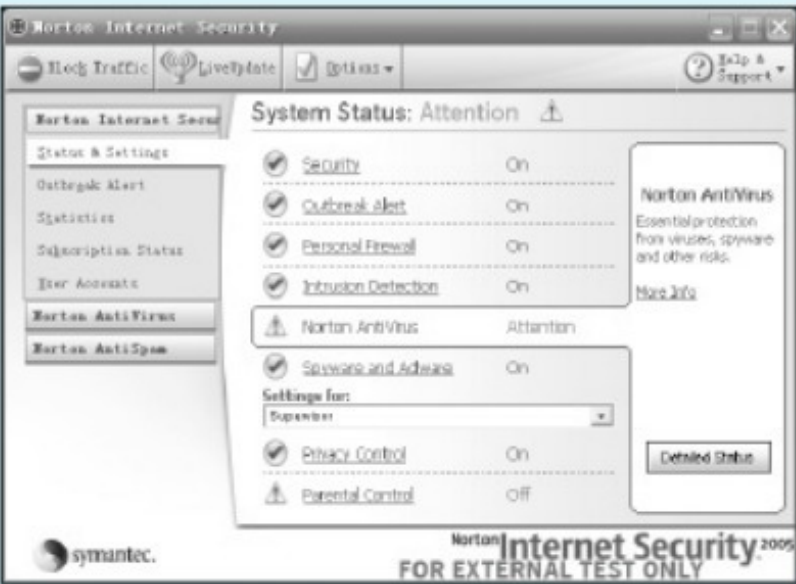 Norton Internet Security
Block Traffic
LiveUpdate
Options
Help & Support
Norton Internet Secu
Status & Settings
Outbreak Alert
Statistics
Subscription Status
User Accounts
Norton AntiVirus
Norton AntiSpam
System Status: Attention
Security On
Outbreak Alert On
Personal Firewall On
Intrusion Detection On
Norton AntiVirus Attention
Spyware and Adware On
Settings for:
Supervisor
Privacy Control On
Parental Control Off
Norton AntiVirus
Essential protection
from viruses, spyware
and other risks.
More Info
Detailed Status
symantec.
Norton Internet Security 2005
FOR EXTERNAL TEST ONLY